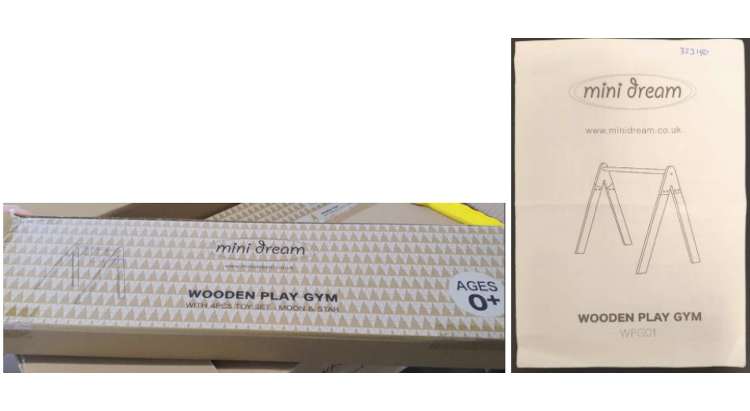 mini dream
www.minidream.co.uk
WOODEN PLAY GYM
WITH 4PCS TOY SET - MOON & STAR
AGES
0+
323190
mini dream
www.minidream.co.uk
WOODEN PLAY GYM
WPG01